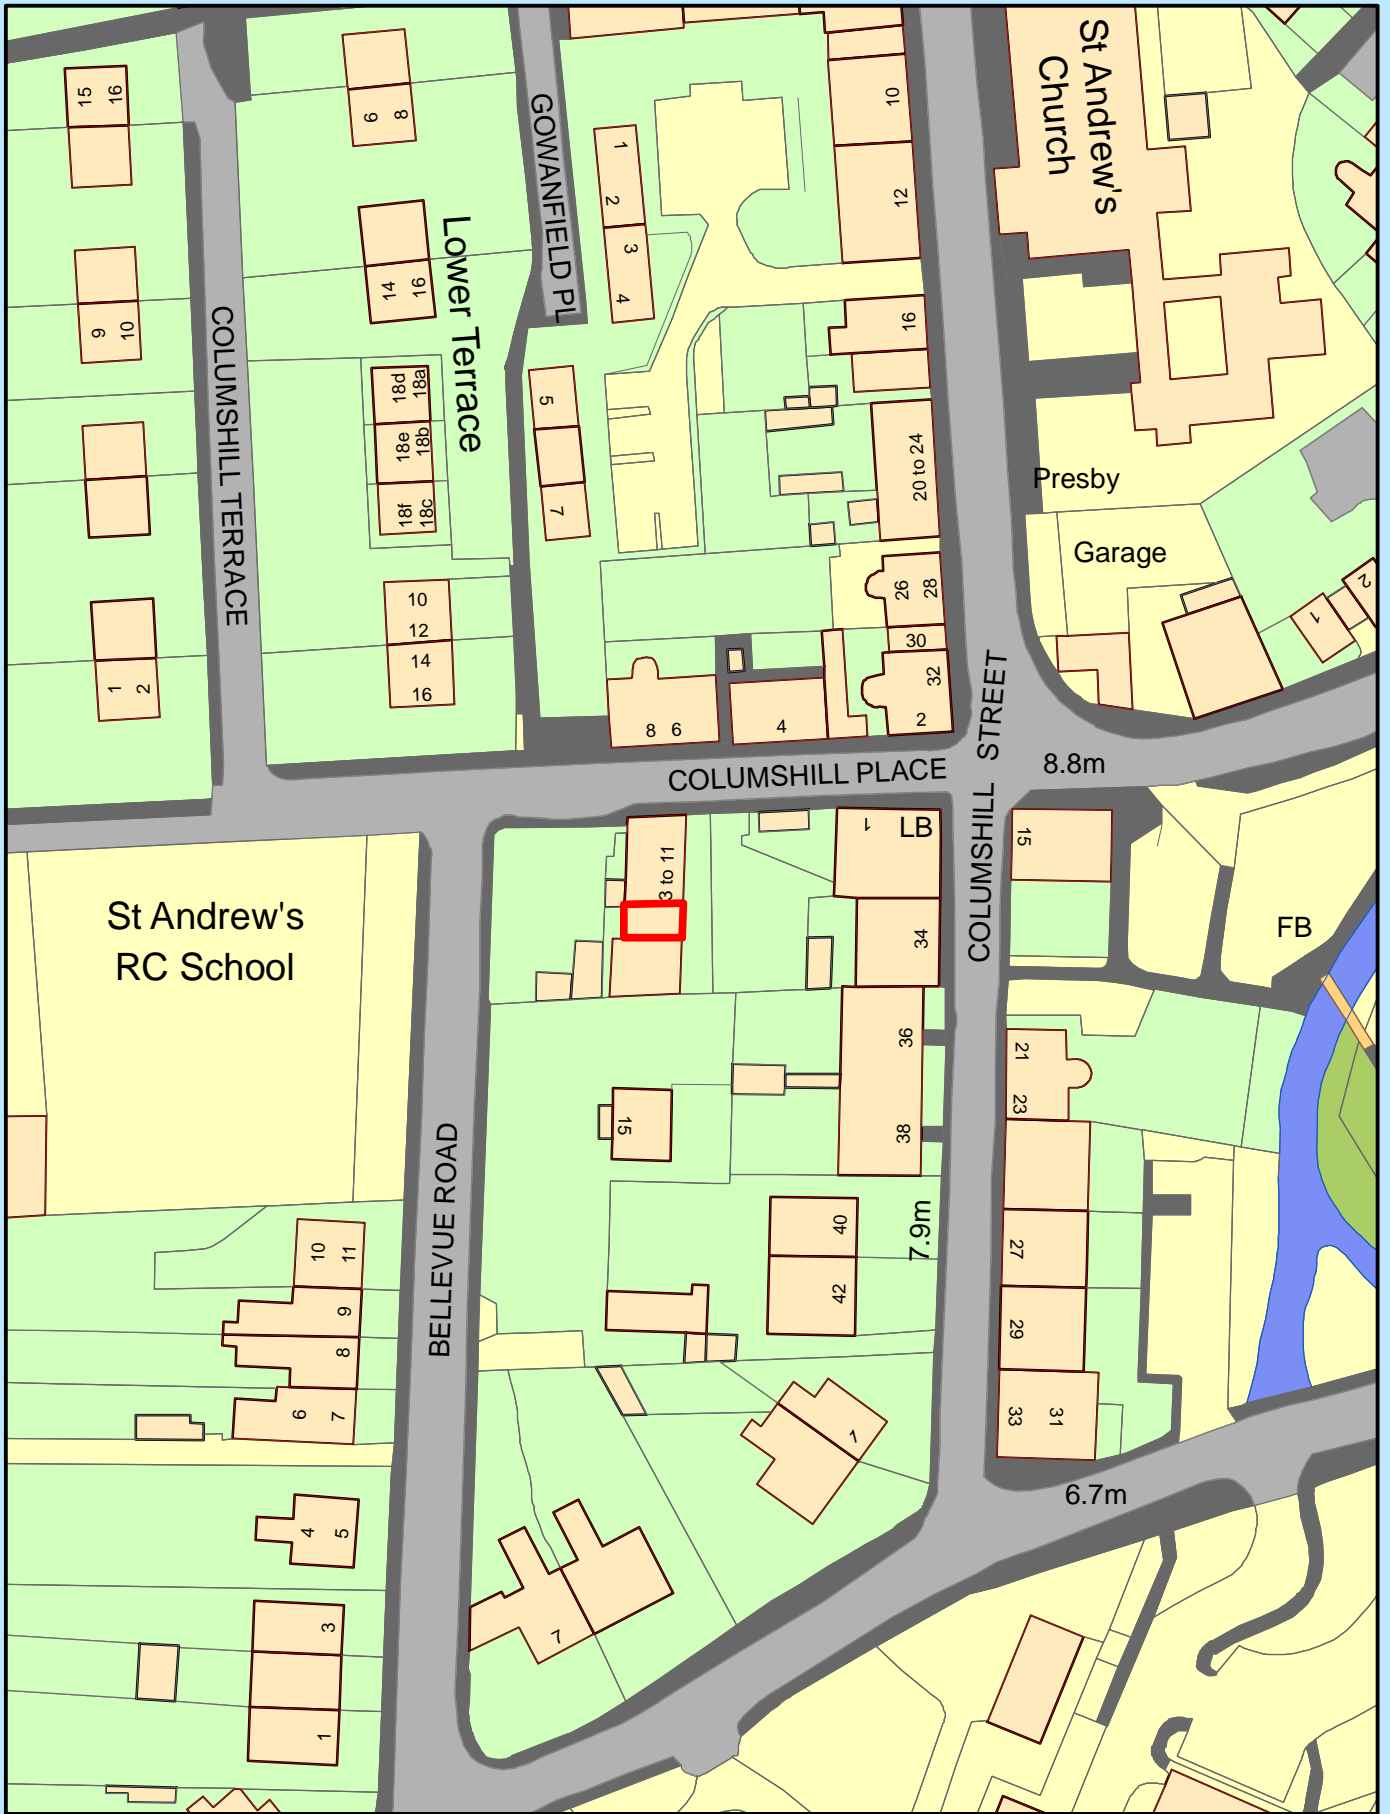 15
16
6
8
GOWANFIELD PL
1
2
3
4
10
12
St Andrew's
Church
Lower Terrace
14
16
9
10
COLUMSHILL TERRACE
16
18d
18a
18e
18b
18f
18c
5
7
20 to 24
Presby
Garage
26
28
30
32
2
1
2
10
12
14
16
1
2
8
6
4
COLUMSHILL PLACE
COLUMSHILL STREET
8.8m
St Andrew's
RC School
3 to 11
1
LB
34
15
FB
36
38
21
23
15
BELLEVUE ROAD
7.9m
40
42
27
29
33
31
10
11
9
8
6
7
4
5
3
1
1
7
6.7m